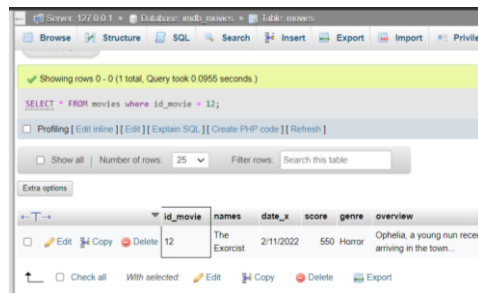 Server: 127.0.0.1 » Database: imdb_movies » Table: movies
Browse Structure SQL Search Insert Export Import
Showing rows 0 - 0 (1 total, Query took 0.0955 seconds.)
SELECT * FROM movies where id_movie = 12;
Profiling [ Edit inline ] [ Edit ] [ Explain SQL ] [ Create PHP code ] [ Refresh ]
Show all | Number of rows: 25 Filter rows: Search this table
Extra options
←T→ id_movie names date_x score genre overview
Edit Copy Delete 12 The Exorcist 2/11/2022 550 Horror Ophelia, a young nun
arriving in the town...
Check all With selected: Edit Copy Delete Export